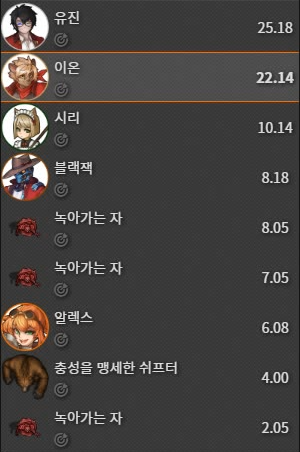 유진
25.18
이온
22.14
시리
10.14
블랙잭
8.18
녹아가는 자
8.05
녹아가는 자
7.05
알렉스
6.08
충성을 맹세한 쉬프터
4.00
녹아가는 자
2.05